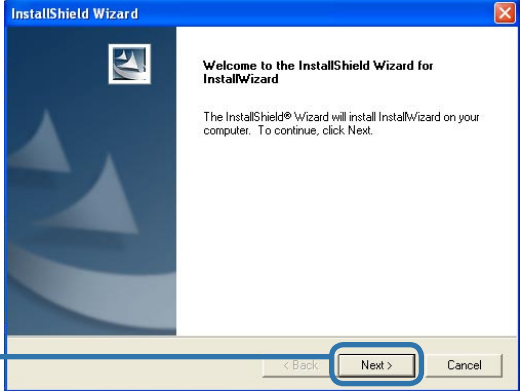 InstallShield Wizard
Welcome to the InstallShield Wizard for
InstallWizard
The InstallShield® Wizard will install InstallWizard on your
computer. To continue, click Next.
< Back
Next >
Cancel